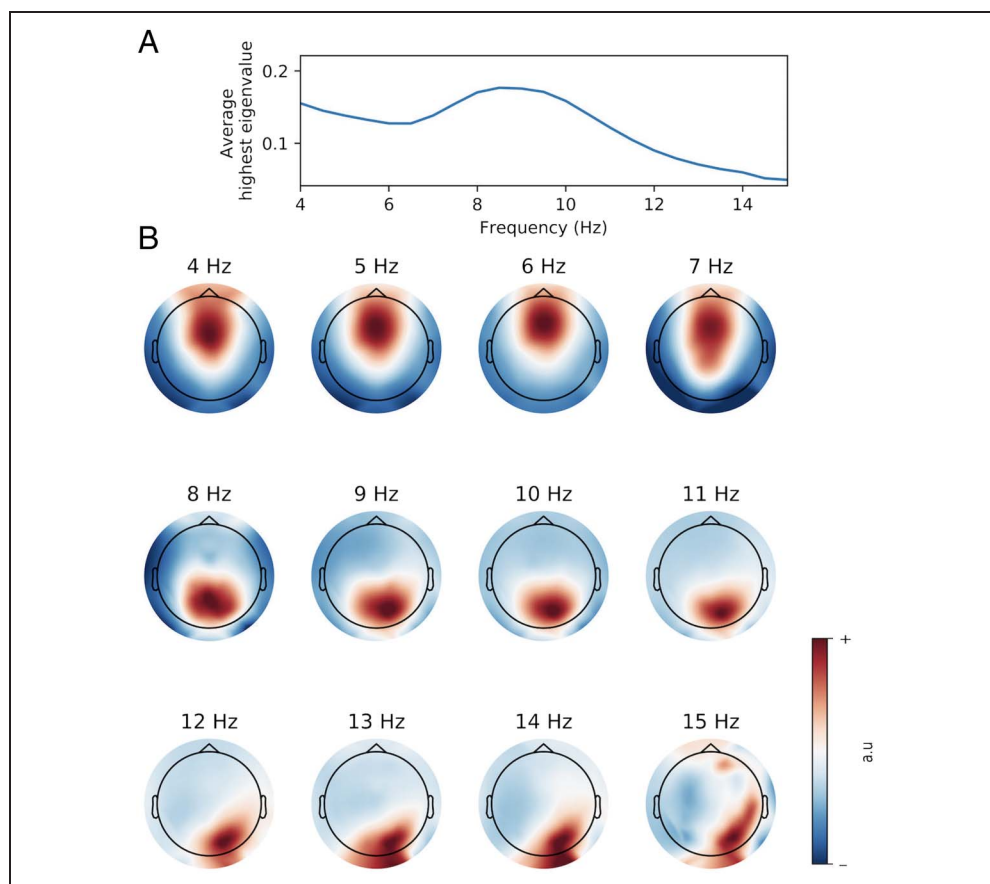 A
Average
highest eigenvalue
0.2
0.1
4 6 8 10 12 14
Frequency (Hz)
B
4 Hz 5 Hz 6 Hz 7 Hz
8 Hz 9 Hz 10 Hz 11 Hz
12 Hz 13 Hz 14 Hz 15 Hz
+
a.u
−